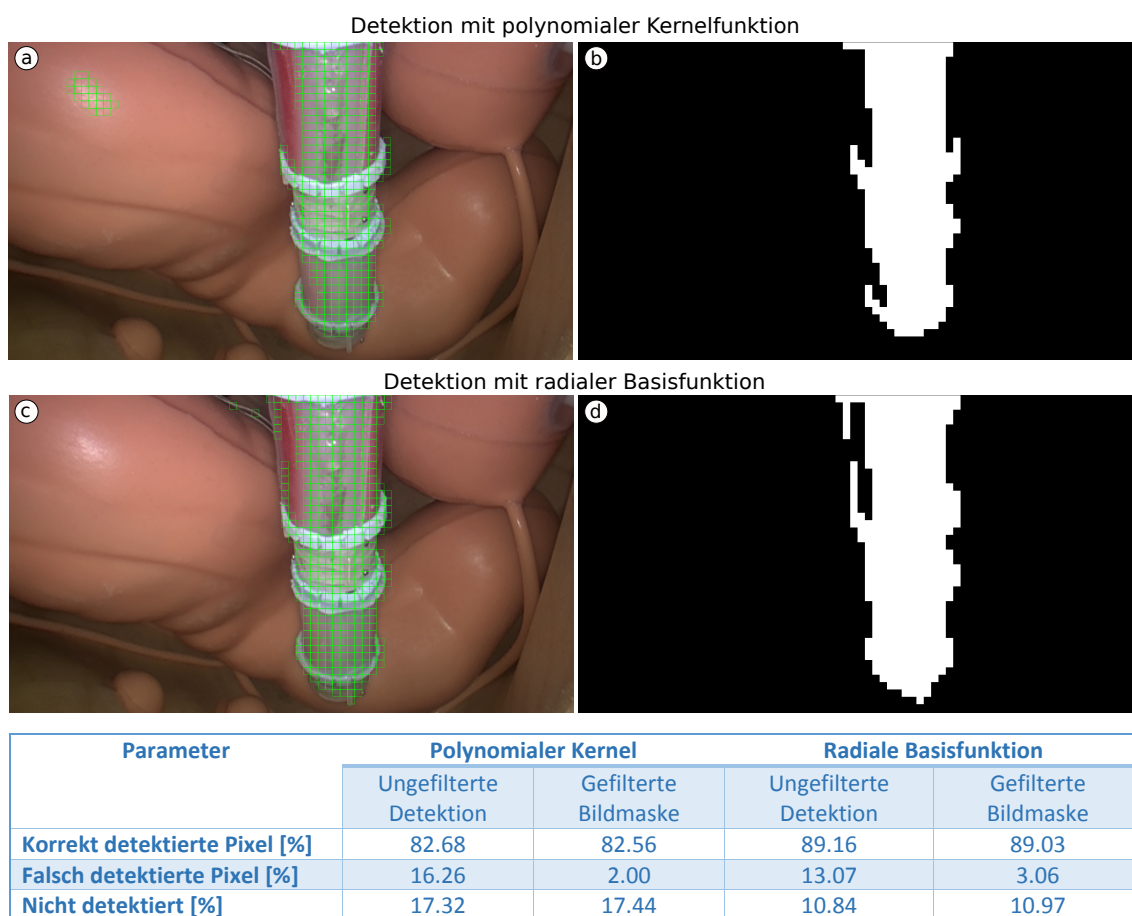 Detektion mit polynomialer Kernelfunktion
a
b
Detektion mit radialer Basisfunktion
c
d
Parameter Polynomialer Kernel Radiale Basisfunktion
Ungefilterte Gefilterte Ungefilterte Gefilterte
Detektion Bildmaske Detektion Bildmaske
Korrekt detektierte Pixel [%] 82.68 82.56 89.16 89.03
Falsch detektierte Pixel [%] 16.26 2.00 13.07 3.06
Nicht detektiert [%] 17.32 17.44 10.84 10.97